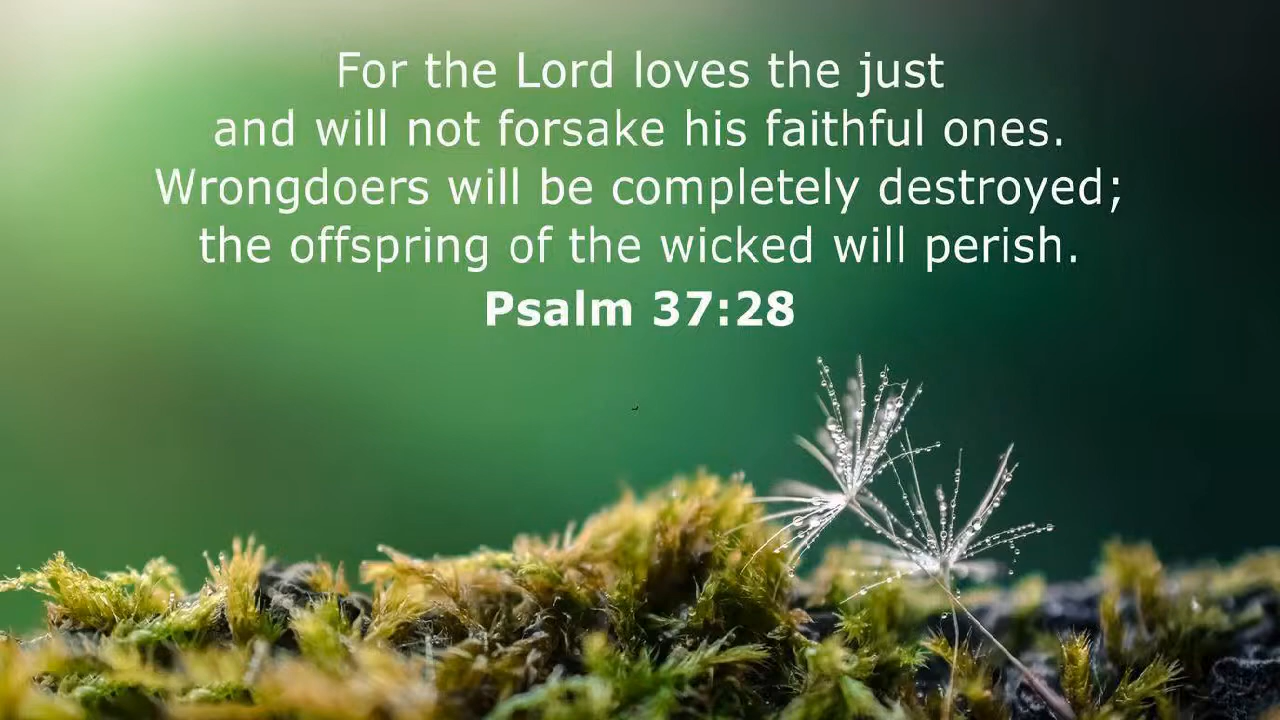 For the Lord loves the just
and will not forsake his faithful ones.
Wrongdoers will be completely destroyed;
the offspring of the wicked will perish.
Psalm 37:28